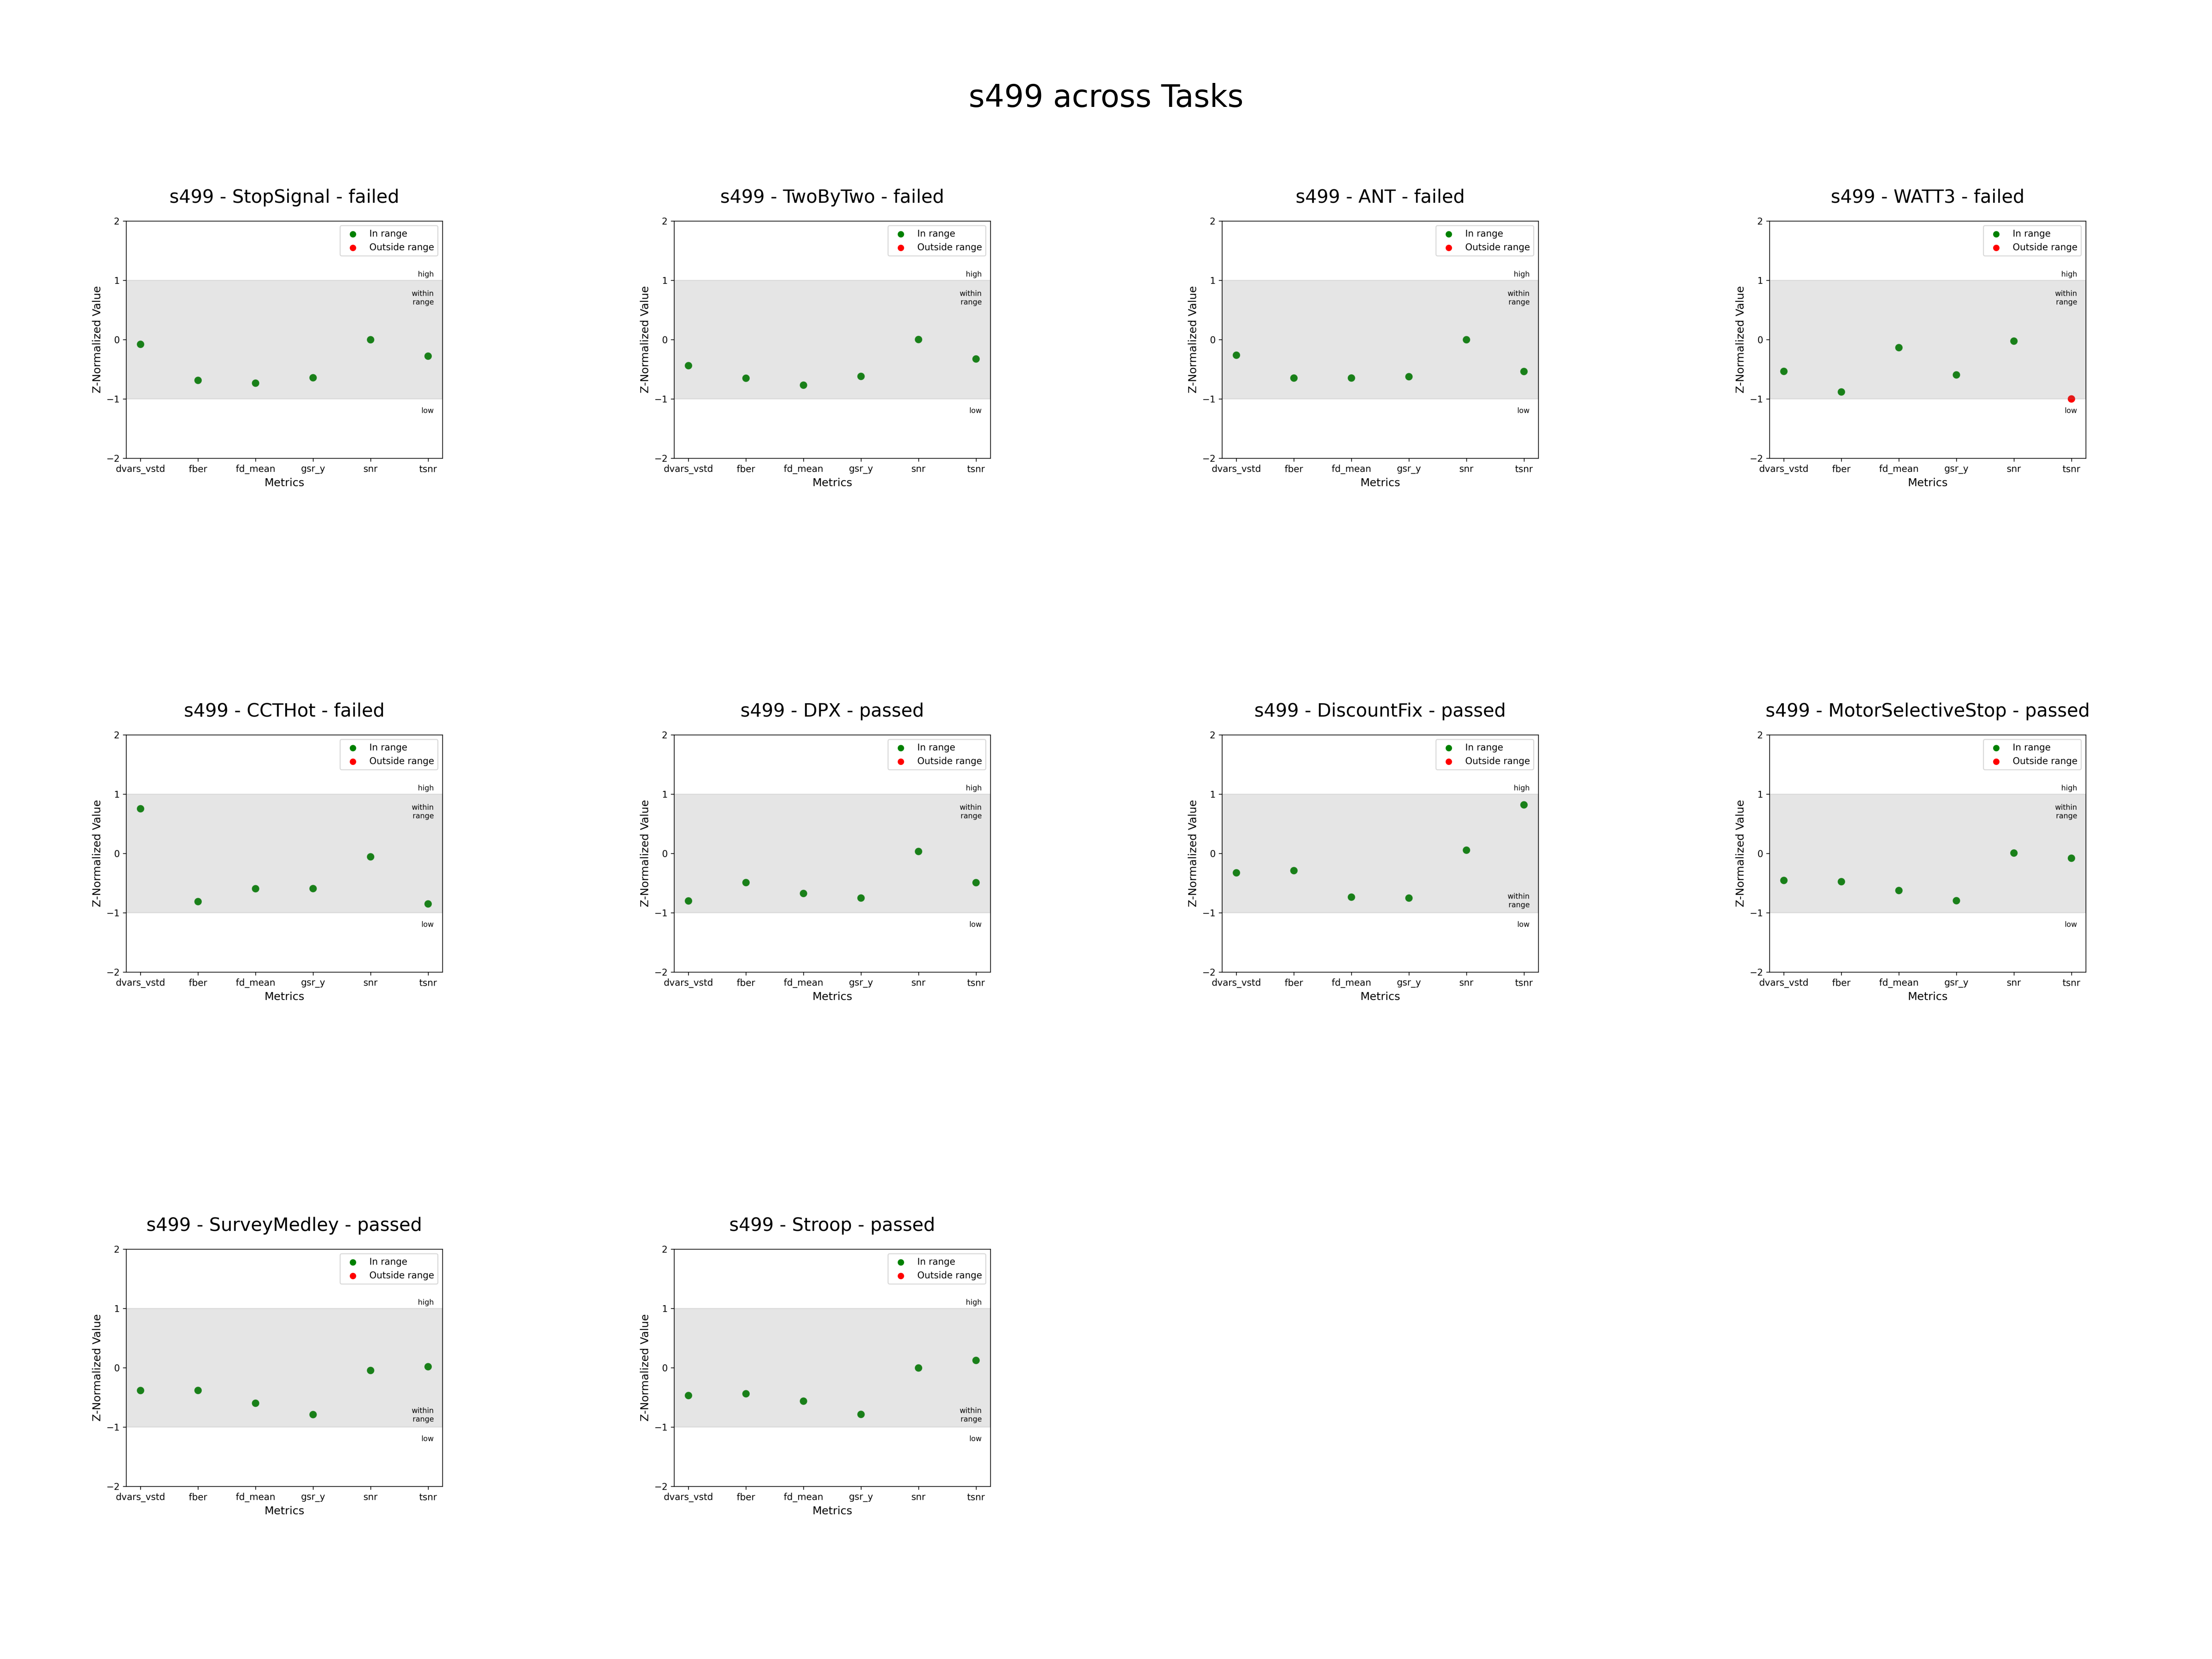 s499 across Tasks
s499 - StopSignal - failed
2
1
0
−1
−2
Z-Normalized Value
In range
Outside range
high
within
range
low
dvars_vstd fber fd_mean gsr_y snr tsnr
Metrics
s499 - TwoByTwo - failed
2
1
0
−1
−2
Z-Normalized Value
In range
Outside range
high
within
range
low
dvars_vstd fber fd_mean gsr_y snr tsnr
Metrics
s499 - ANT - failed
2
1
0
−1
−2
Z-Normalized Value
In range
Outside range
high
within
range
low
dvars_vstd fber fd_mean gsr_y snr tsnr
Metrics
s499 - WATT3 - failed
2
1
0
−1
−2
Z-Normalized Value
In range
Outside range
high
within
range
low
dvars_vstd fber fd_mean gsr_y snr tsnr
Metrics
s499 - CCTHot - failed
2
1
0
−1
−2
Z-Normalized Value
In range
Outside range
high
within
range
low
dvars_vstd fber fd_mean gsr_y snr tsnr
Metrics
s499 - DPX - passed
2
1
0
−1
−2
Z-Normalized Value
In range
Outside range
high
within
range
low
dvars_vstd fber fd_mean gsr_y snr tsnr
Metrics
s499 - DiscountFix - passed
2
1
0
−1
−2
Z-Normalized Value
In range
Outside range
high
within
range
low
dvars_vstd fber fd_mean gsr_y snr tsnr
Metrics
s499 - MotorSelectiveStop - passed
2
1
0
−1
−2
Z-Normalized Value
In range
Outside range
high
within
range
low
dvars_vstd fber fd_mean gsr_y snr tsnr
Metrics
s499 - SurveyMedley - passed
2
1
0
−1
−2
Z-Normalized Value
In range
Outside range
high
within
range
low
dvars_vstd fber fd_mean gsr_y snr tsnr
Metrics
s499 - Stroop - passed
2
1
0
−1
−2
Z-Normalized Value
In range
Outside range
high
within
range
low
dvars_vstd fber fd_mean gsr_y snr tsnr
Metrics